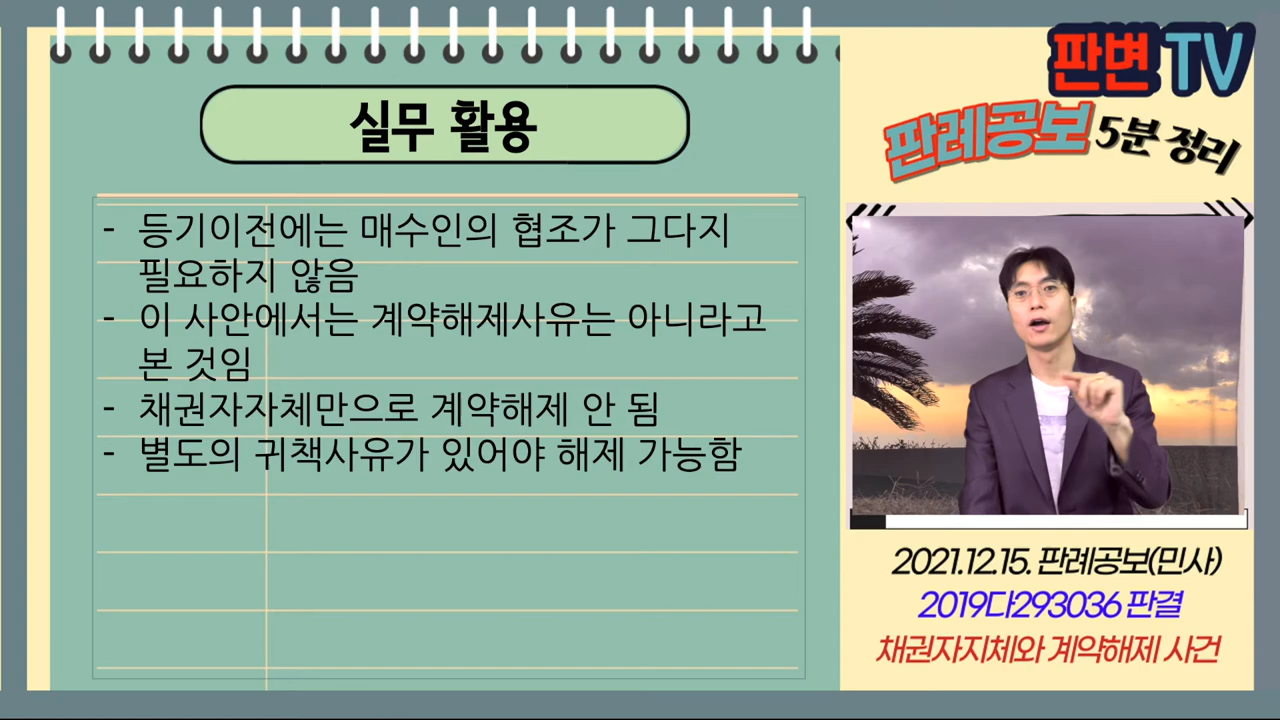 실무 활용
- 등기이전에는 매수인의 협조가 그다지
필요하지 않음
- 이 사안에서는 계약해제사유는 아니라고
본 것임
- 채권자자체만으로 계약해제 안 됨
- 별도의 귀책사유가 있어야 해제 가능함
판변 TV
판례공보 5분 정리
2021.12.15. 판례공보(민사)
2019다293036 판결
채권자지체와 계약해제 사건